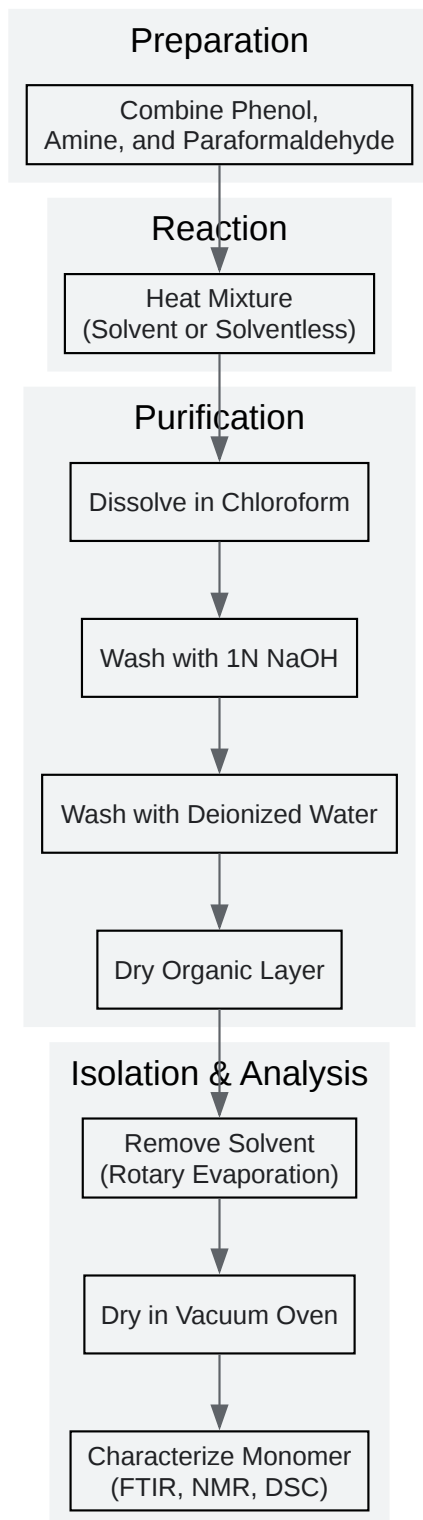 Preparation
Combine Phenol,
Amine, and Paraformaldehyde
Reaction
Heat Mixture
(Solvent or Solventless)
Purification
Dissolve in Chloroform
Wash with 1N NaOH
Wash with Deionized Water
Dry Organic Layer
Isolation & Analysis
Remove Solvent
(Rotary Evaporation)
Dry in Vacuum Oven
Characterize Monomer
(FTIR, NMR, DSC)